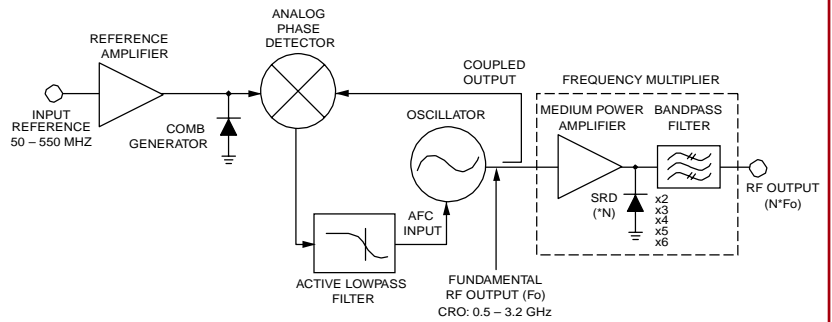 ANALOG
PHASE
DETECTOR
REFERENCE
AMPLIFIER
INPUT
REFERENCE
50 – 550 MHZ
COMB
GENERATOR
COUPLED
OUTPUT
OSCILLATOR
FREQUENCY MULTIPLIER
MEDIUM POWER
AMPLIFIER
BANDPASS
FILTER
SRD
(*N)
x2
x3
x4
x5
x6
RF OUTPUT
(N*Fo)
AFC
INPUT
ACTIVE LOWPASS
FILTER
FUNDAMENTAL
RF OUTPUT (Fo)
CRO: 0.5 – 3.2 GHz